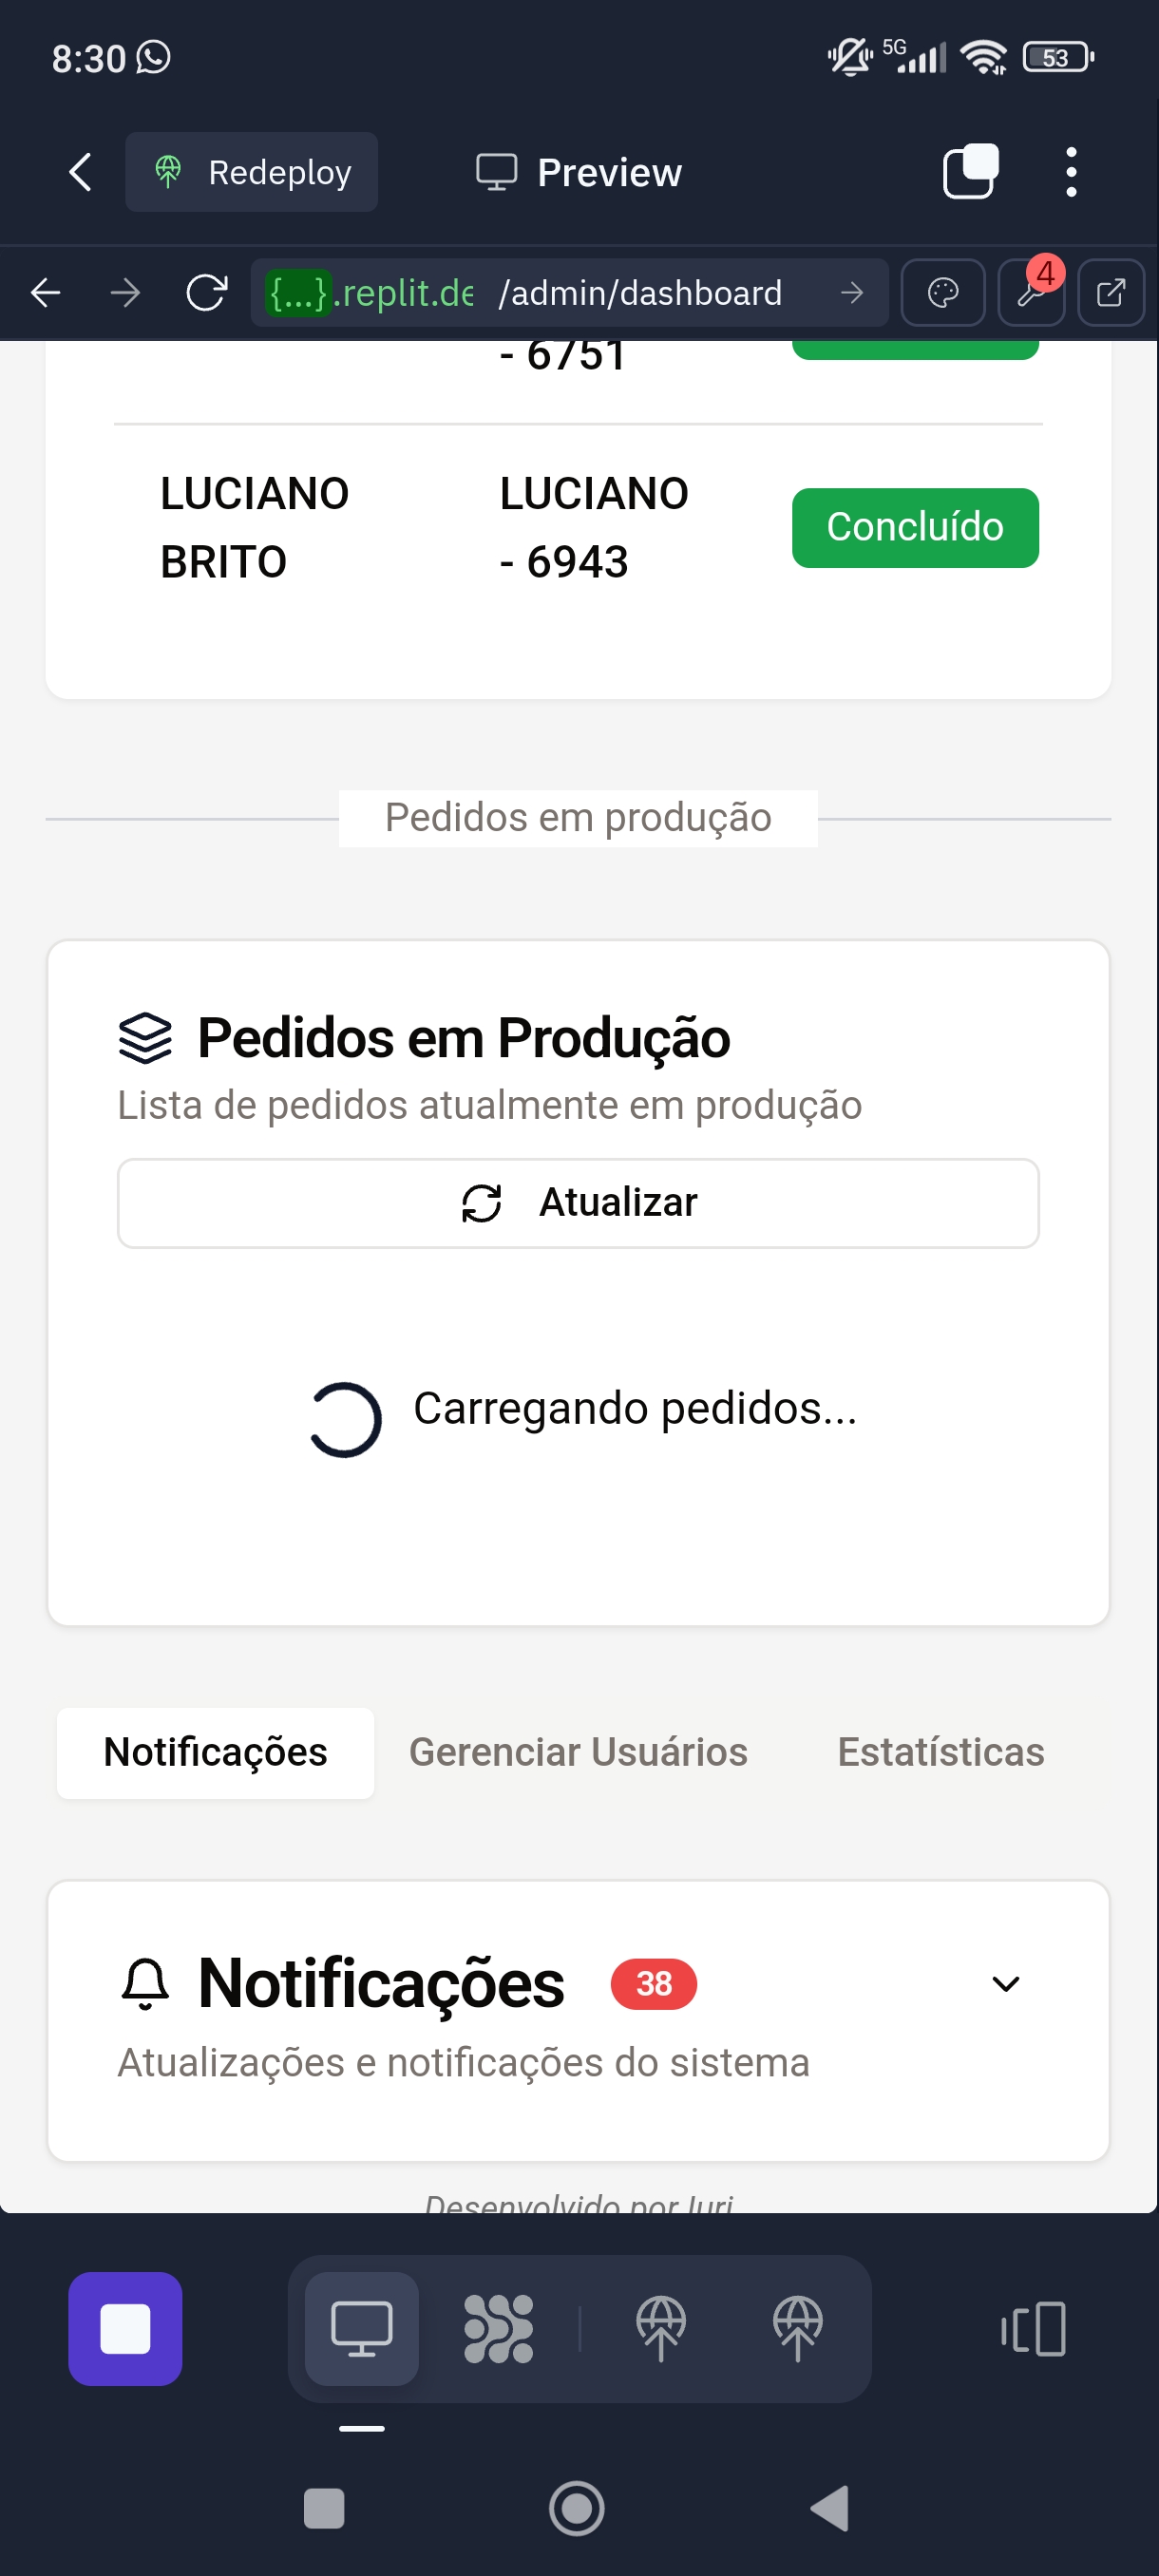 8:30
5G
53
Redeploy
Preview
{...}.replit.de /admin/dashboard
4
- 6751
LUCIANO BRITO
LUCIANO - 6943
Concluído
Pedidos em produção
Pedidos em Produção
Lista de pedidos atualmente em produção
Atualizar
Carregando pedidos...
Notificações
Gerenciar Usuários
Estatísticas
Notificações 38
Atualizações e notificações do sistema
Desenvolvido por Iuri